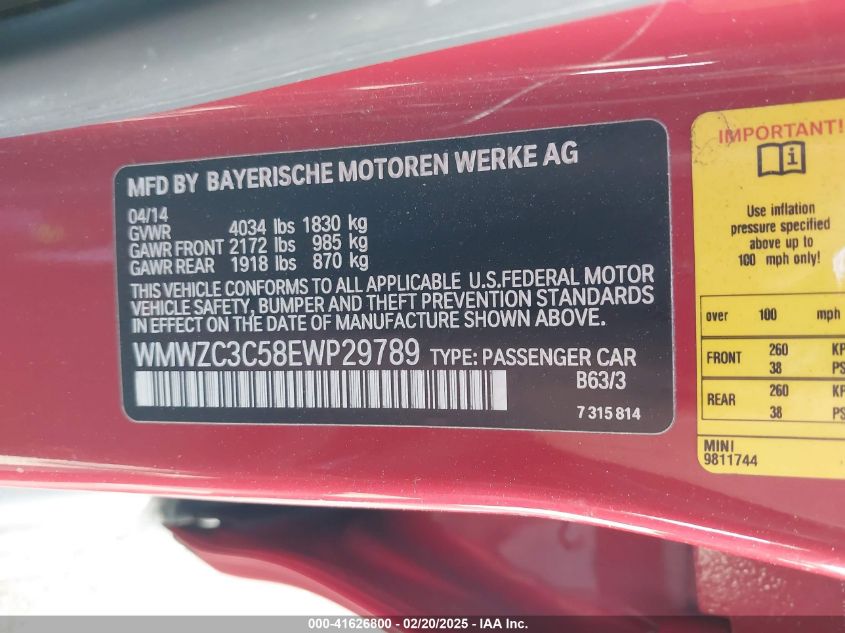 MFD BY BAYERISCHE MOTOREN WERKE AG
04/14
GVWR 4034 lbs 1830 kg
GAWR FRONT 2172 lbs 985 kg
GAWR REAR 1918 lbs 870 kg
THIS VEHICLE CONFORMS TO ALL APPLICABLE U.S.FEDERAL MOTOR
VEHICLE SAFETY, BUMPER AND THEFT PREVENTION STANDARDS
IN EFFECT ON THE DATE OF MANUFACTURE SHOWN ABOVE.
WMWZC3C58EWP29789 TYPE: PASSENGER CAR
B63/3
7 315 814
IMPORTANT!
i
Use inflation
pressure specified
above up to
100 mph only!
over 100 mph
FRONT 260 KP
38 PS
REAR 260 KP
38 PS
MINI
9811744
000-41626800 - 02/20/2025 - IAA Inc.